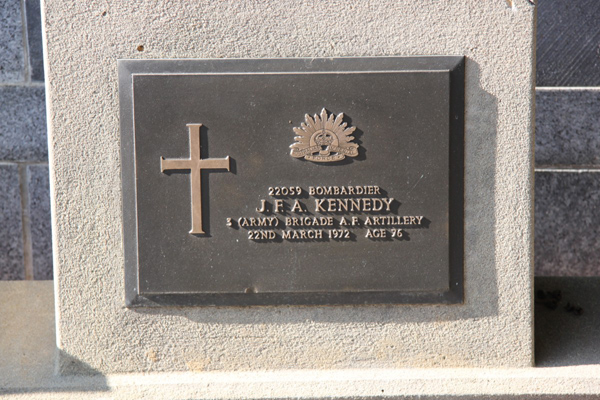 22059 BOMBARDIER
J. F. A. KENNEDY
3 (ARMY) BRIGADE A. F. ARTILLERY
22ND MARCH 1972 AGE 76